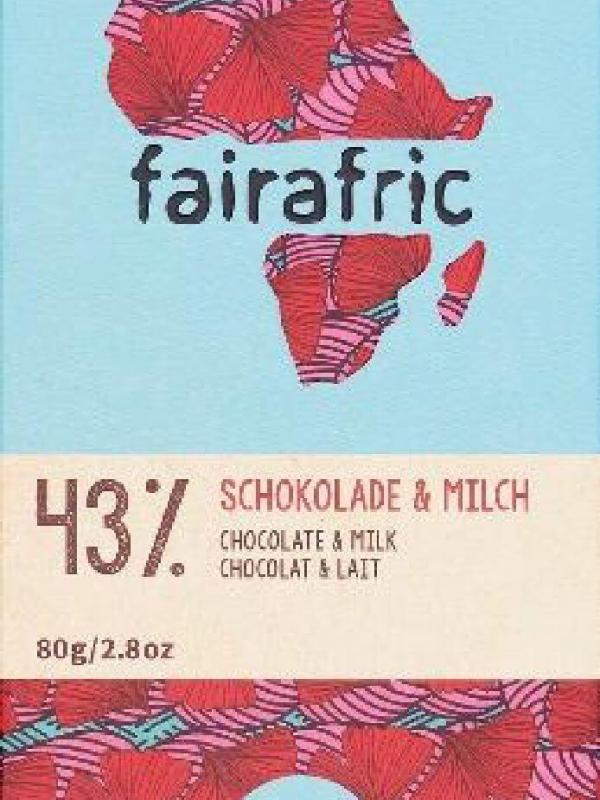 fairafric
43%
SCHOKOLADE & MILCH
CHOCOLATE & MILK
CHOCOLAT & LAIT
80g/2.8oz